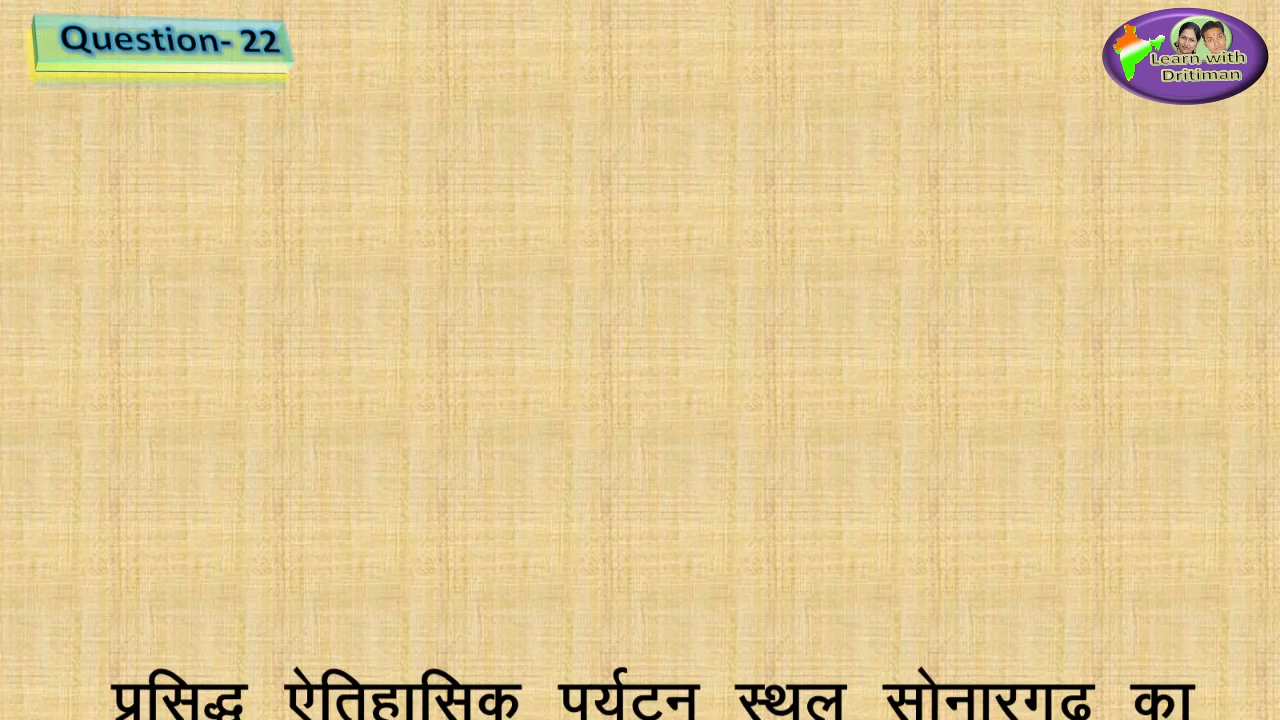 Question- 22
Learn with
Dritiman
प्रसिद्ध ऐतिहासिक पर्यटन स्थल सोनारगढ़ का